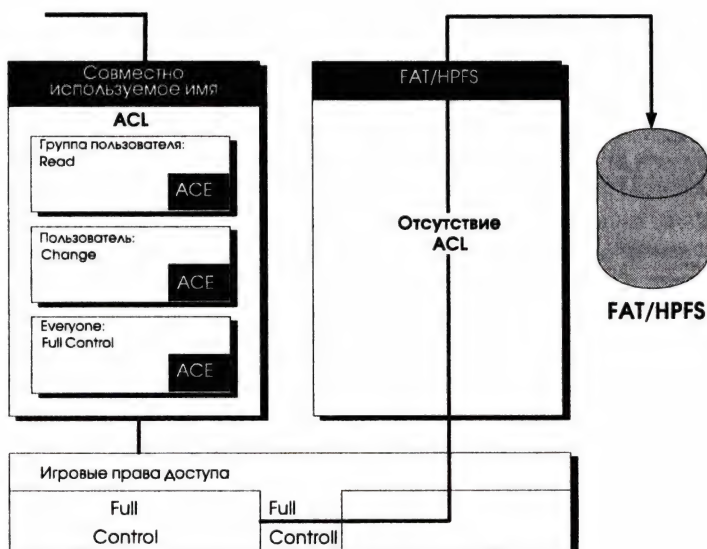 Совместно
используемое имя
ACL
Группа пользователя:
Read
ACE
Пользователь:
Change
ACE
Everyone:
Full Control
ACE
FAT/HPFS
Отсутствие
ACL
FAT/HPFS
Игровые права доступа
Full
Control
Full
Controll